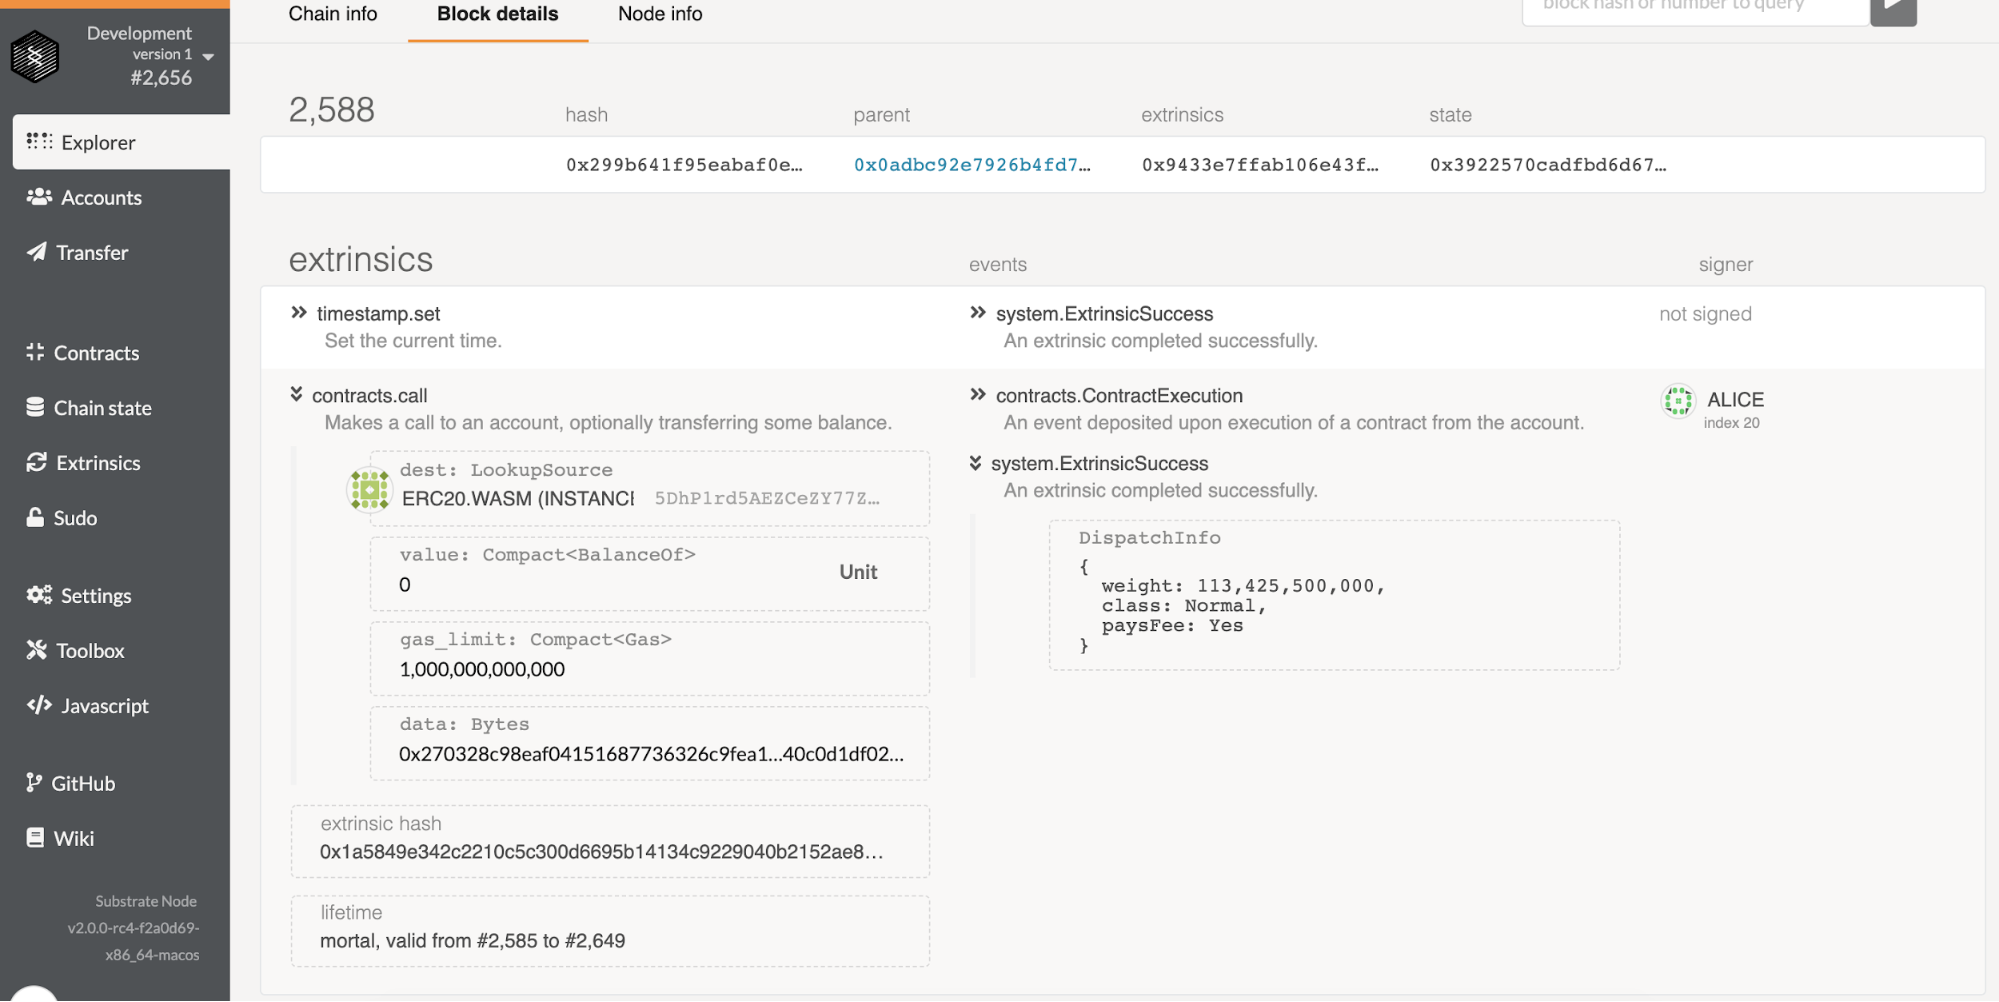 Development
version 1
#2,656
Explorer
Accounts
Transfer
Contracts
Chain state
Extrinsics
Sudo
Settings
Toolbox
Javascript
GitHub
Wiki
Substrate Node
v2.0.0-rc4-f2a0d69-
x86_64-macos
Chain info Block details Node info
block hash or number to query
2,588 hash parent extrinsics state
0x299b641f95eabaf0e… 0x0adbc92e7926b4fd7… 0x9433e7ffab106e43f… 0x3922570cadfbd6d67…
extrinsics events signer
timestamp.set system.ExtrinsicSuccess not signed
Set the current time. An extrinsic completed successfully.
contracts.call contracts.ContractExecution ALICE
Makes a call to an account, optionally transferring some balance. An event deposited upon execution of a contract from the account. index 20
system.ExtrinsicSuccess
An extrinsic completed successfully.
dest: LookupSource
ERC20.WASM (INSTANCE 5DhP1rd5AEZCeZY77Z…
value: Compact<BalanceOf>
0 Unit
gas_limit: Compact<Gas>
1,000,000,000,000
data: Bytes
0x270328c98eaf04151687736326c9fea1…40c0d1df02…
DispatchInfo
{
weight: 113,425,500,000,
class: Normal,
paysFee: Yes
}
extrinsic hash
0x1a5849e342c2210c5c300d6695b14134c9229040b2152ae8…
lifetime
mortal, valid from #2,585 to #2,649